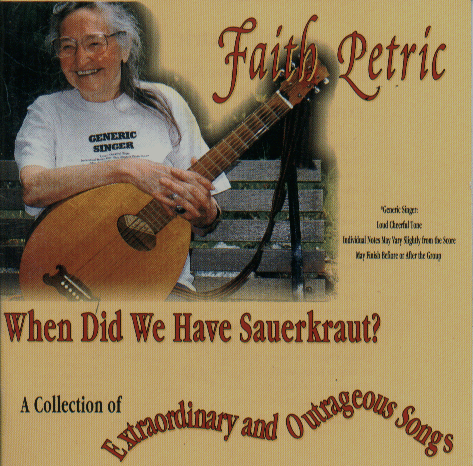 Faith Petric
GENERIC
SINGER
*Generic Singer:
Loud Cheerful Tone
Individual Notes May Vary Slightly from the Score
May Finish Before or After the Group
When Did We Have Sauerkraut?
A Collection of
Extraordinary and Outrageous Songs